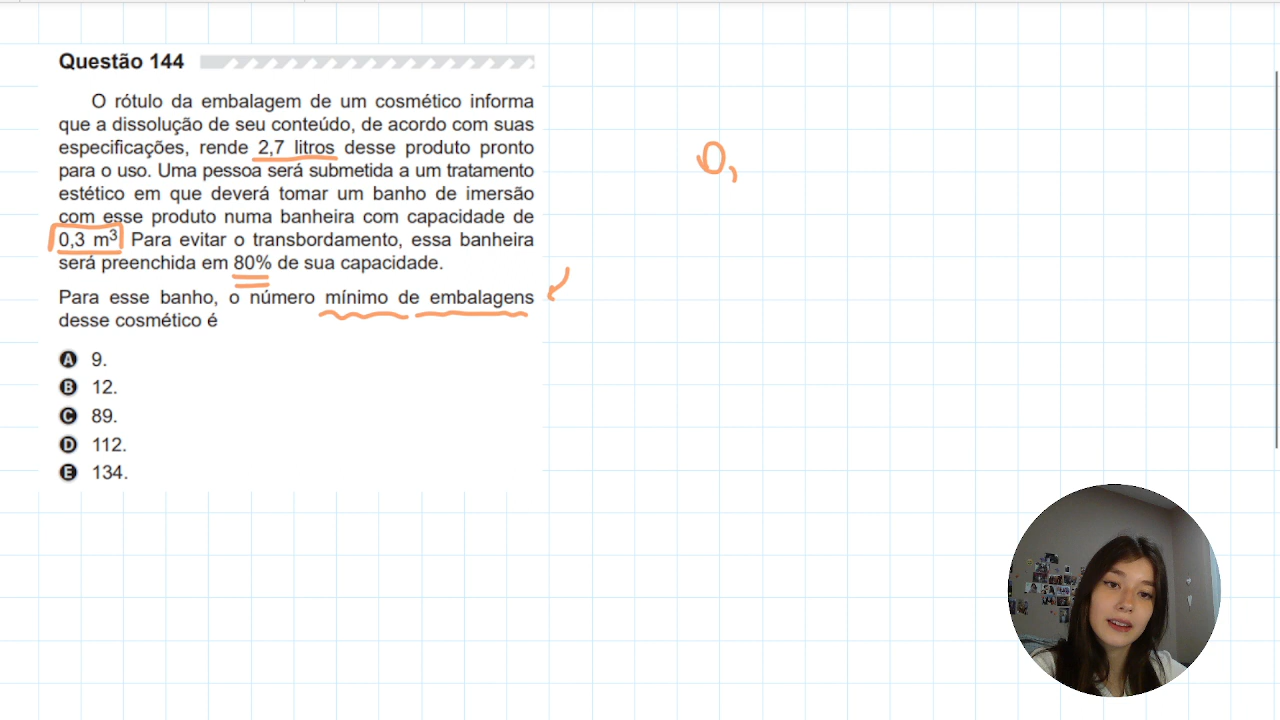 Questão 144
O rótulo da embalagem de um cosmético informa
que a dissolução de seu conteúdo, de acordo com suas
especificações, rende 2,7 litros desse produto pronto
para o uso. Uma pessoa será submetida a um tratamento
estético em que deverá tomar um banho de imersão
com esse produto numa banheira com capacidade de
0,3 m³ Para evitar o transbordamento, essa banheira
será preenchida em 80% de sua capacidade.
Para esse banho, o número mínimo de embalagens
desse cosmético é
A 9.
B 12.
C 89.
D 112.
E 134.
0,